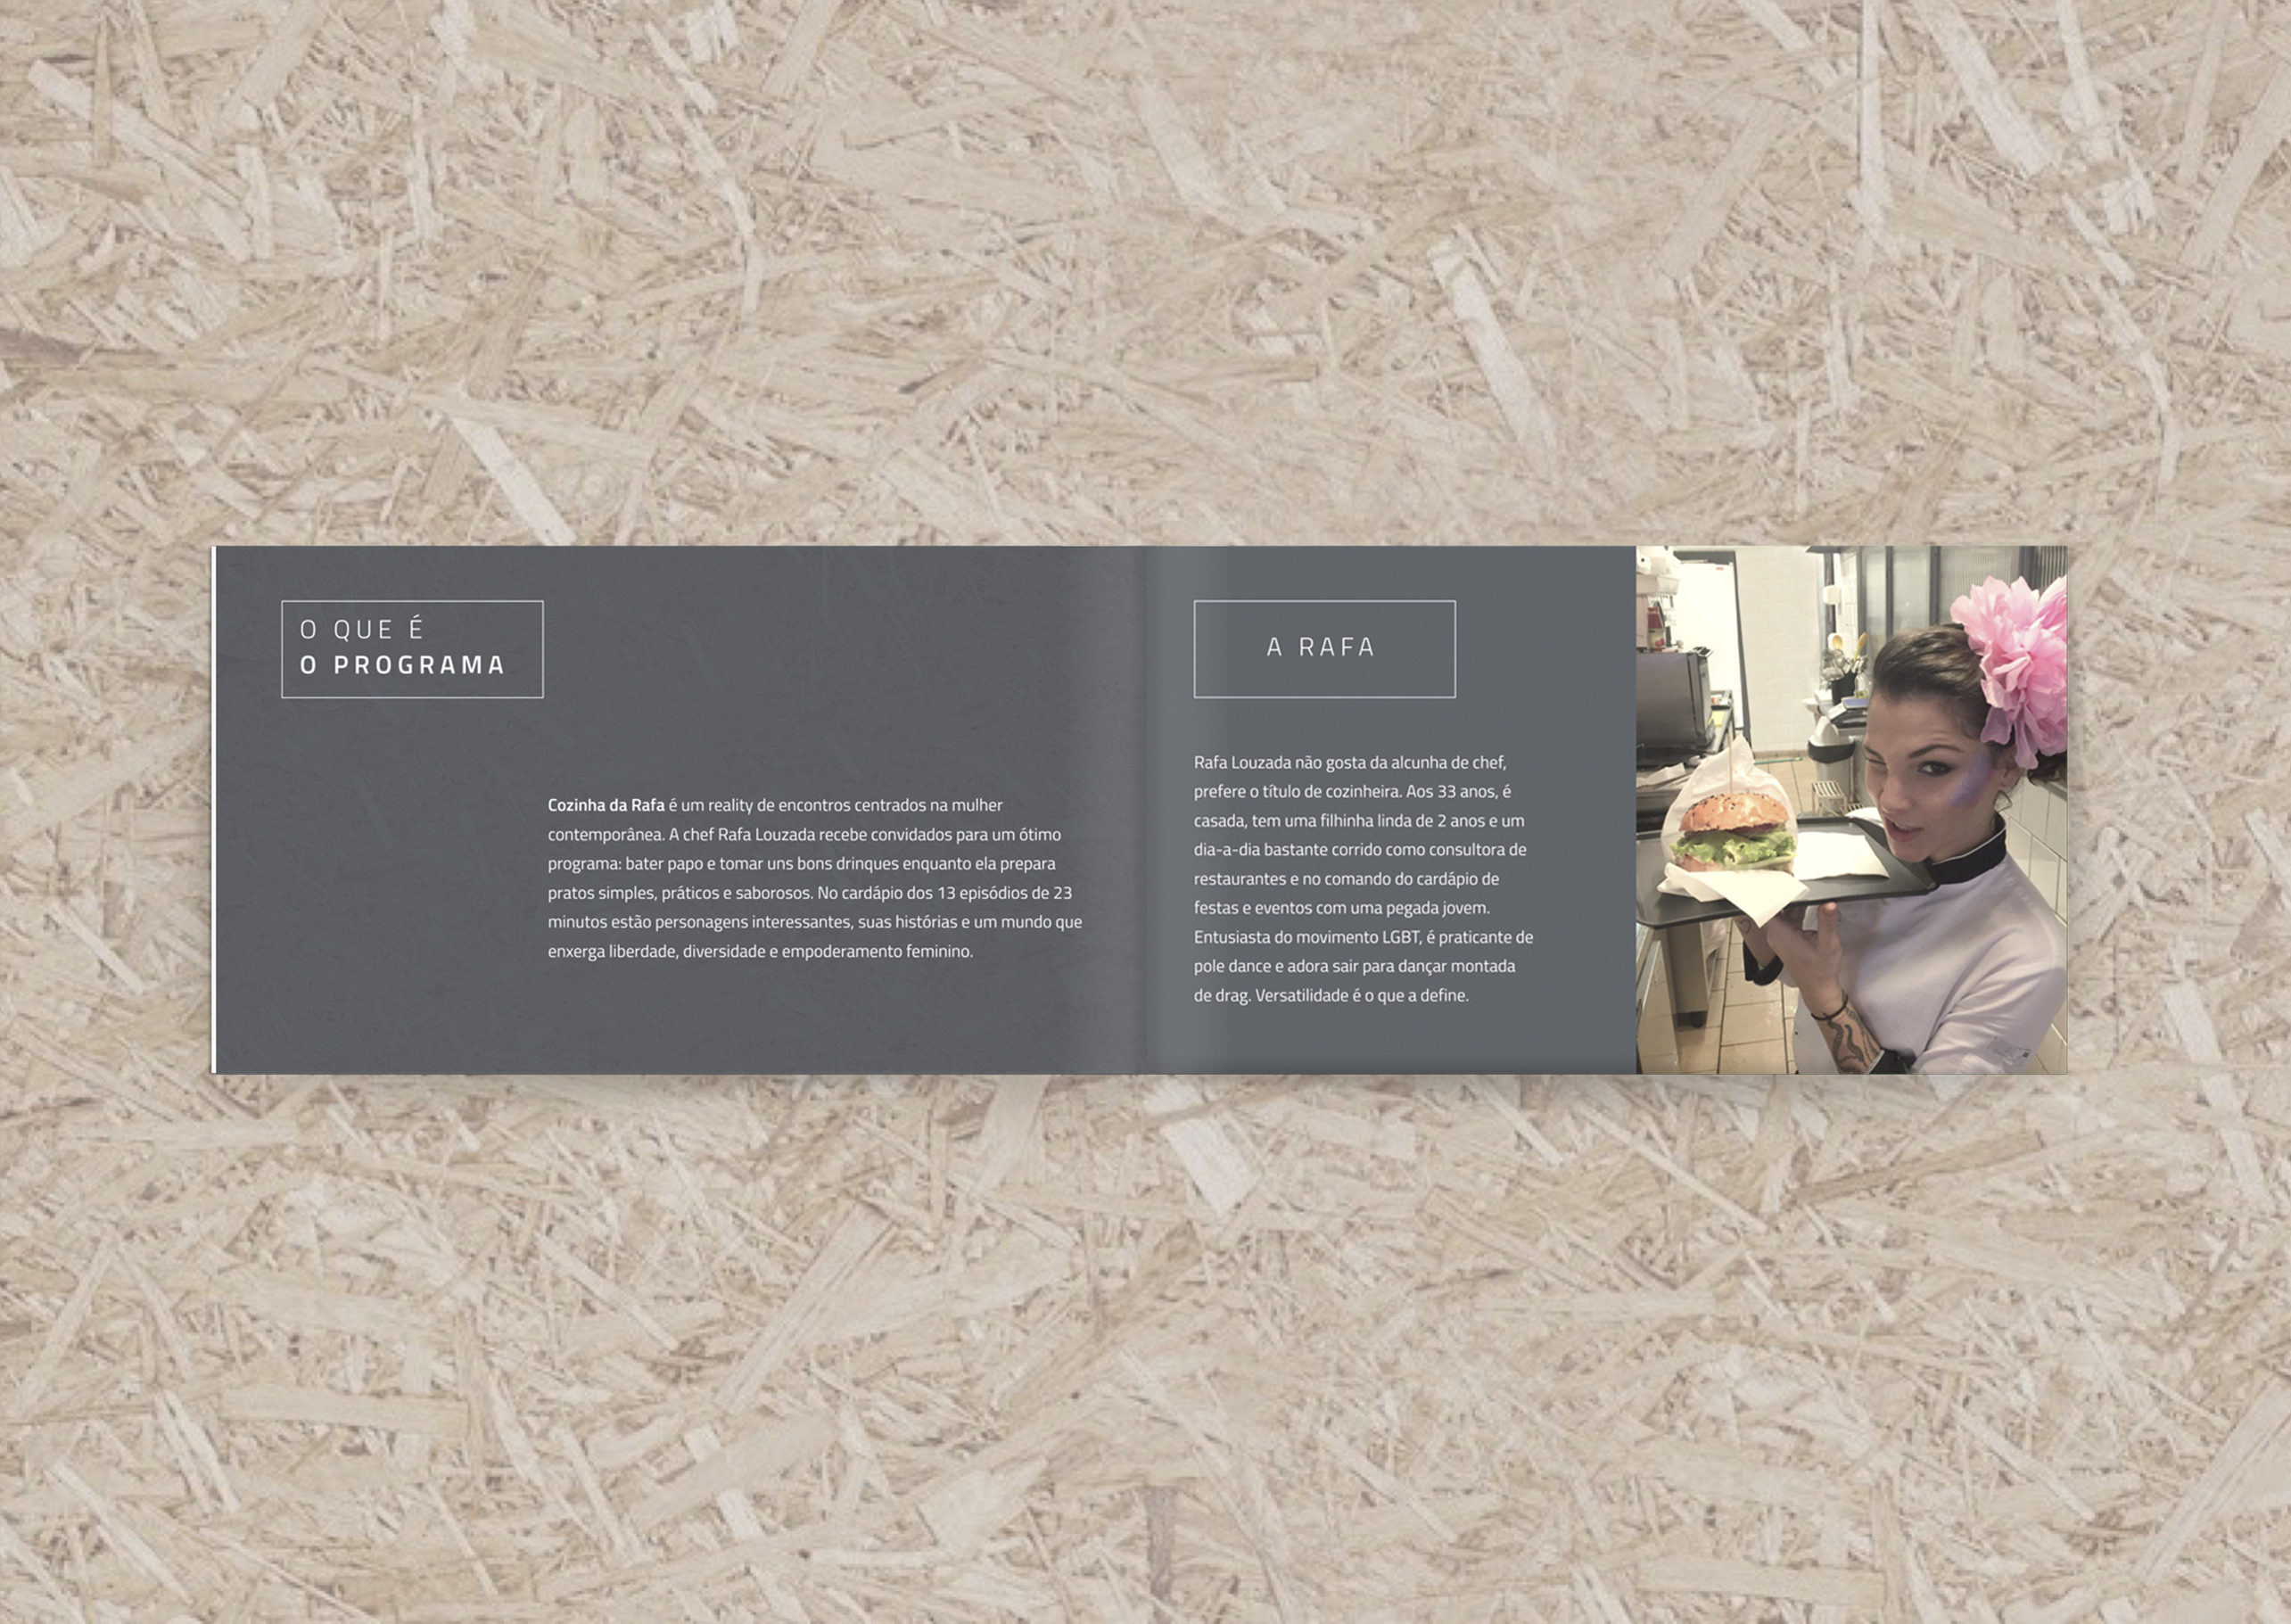 O QUE É
O PROGRAMA
Cozinha da Rafa é um reality de encontros centrados na mulher
contemporânea. A chef Rafa Louzada recebe convidados para um ótimo
programa: bater papo e tomar uns bons drinques enquanto ela prepara
pratos simples, práticos e saborosos. No cardápio dos 13 episódios de 23
minutos estão personagens interessantes, suas histórias e um mundo que
enxerga liberdade, diversidade e empoderamento feminino.
A RAFA
Rafa Louzada não gosta da alcunha de chef,
prefere o título de cozinheira. Aos 33 anos, é
casada, tem uma filhinha linda de 2 anos e um
dia-a-dia bastante corrido como consultora de
restaurantes e no comando do cardápio de
festas e eventos com uma pegada jovem.
Entusiasta do movimento LGBT, é praticante de
pole dance e adora sair para dançar montada
de drag. Versatilidade é o que a define.